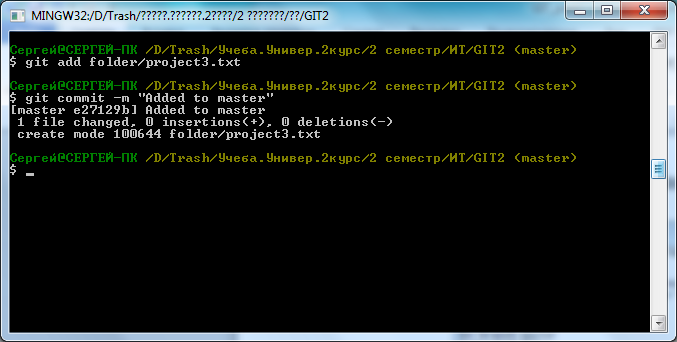 MINGW32:/D/Trash/?????.??????.2????/2 ???????/??/GIT2
Сергей@СЕРГЕЙ-ПК /D/Trash/Учеба.Универ.2курс/2 семестр/ИТ/GIT2 (master)
$ git add folder/project3.txt
Сергей@СЕРГЕЙ-ПК /D/Trash/Учеба.Универ.2курс/2 семестр/ИТ/GIT2 (master)
$ git commit -m "Added to master"
[master e27129b] Added to master
 1 file changed, 0 insertions(+), 0 deletions(-)
 create mode 100644 folder/project3.txt
Сергей@СЕРГЕЙ-ПК /D/Trash/Учеба.Универ.2курс/2 семестр/ИТ/GIT2 (master)
$ _